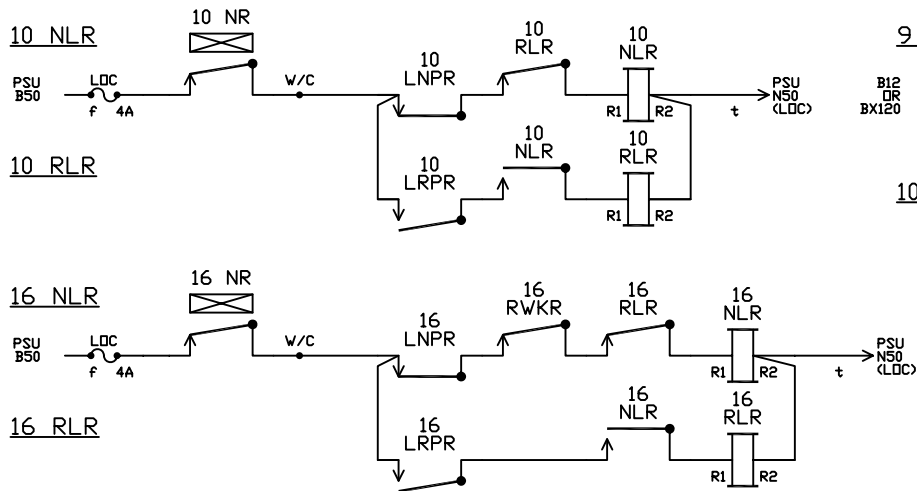 10 NLR
10 NR
PSU
B50
LOC
f 4A
W/C
10
LNPR
10
RLR
10
NLR
R1 R2
t
PSU
N50
(LOC)
9
B12
OR
BX120
10 RLR
10
LRPR
10
NLR
10
RLR
R1 R2
10
16 NLR
16 NR
PSU
B50
LOC
f 4A
W/C
16
LNPR
16
RWKR
16
RLR
16
NLR
R1 R2
t
PSU
N50
(LOC)
16 RLR
16
LRPR
16
NLR
16
RLR
R1 R2